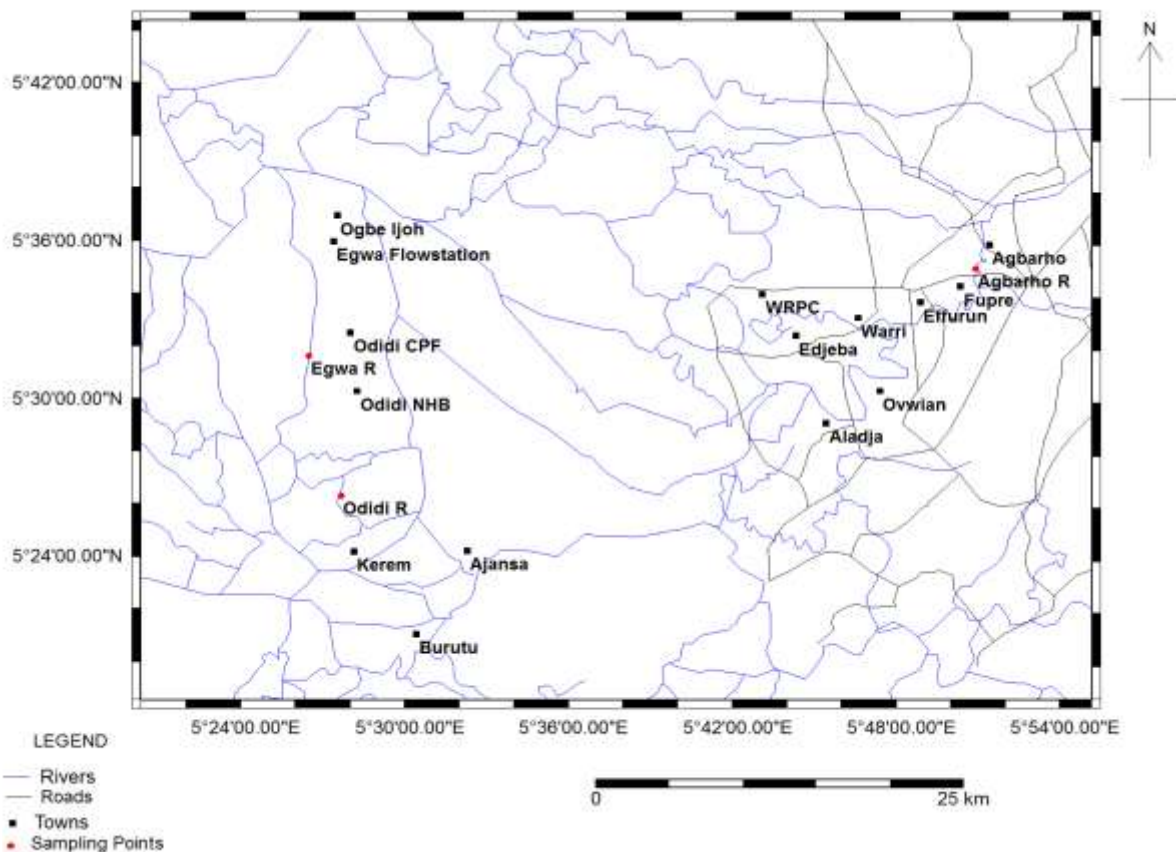 N
5°42'00.00"N
5°36'00.00"N
5°30'00.00"N
5°24'00.00"N
Ogbe Ijoh
Egwa Flowstation
Odidi CPF
Egwa R
Odidi NHB
Odidi R
Kerem
Ajansa
Burutu
Agbarho
Agbarho R
Fupre
Effurun
WRPC
Warri
Edjeba
Ovwian
Aladja
5°24'00.00"E
5°30'00.00"E
5°36'00.00"E
5°42'00.00"E
5°48'00.00"E
5°54'00.00"E
LEGEND
Rivers
Roads
Towns
Sampling Points
0
25 km